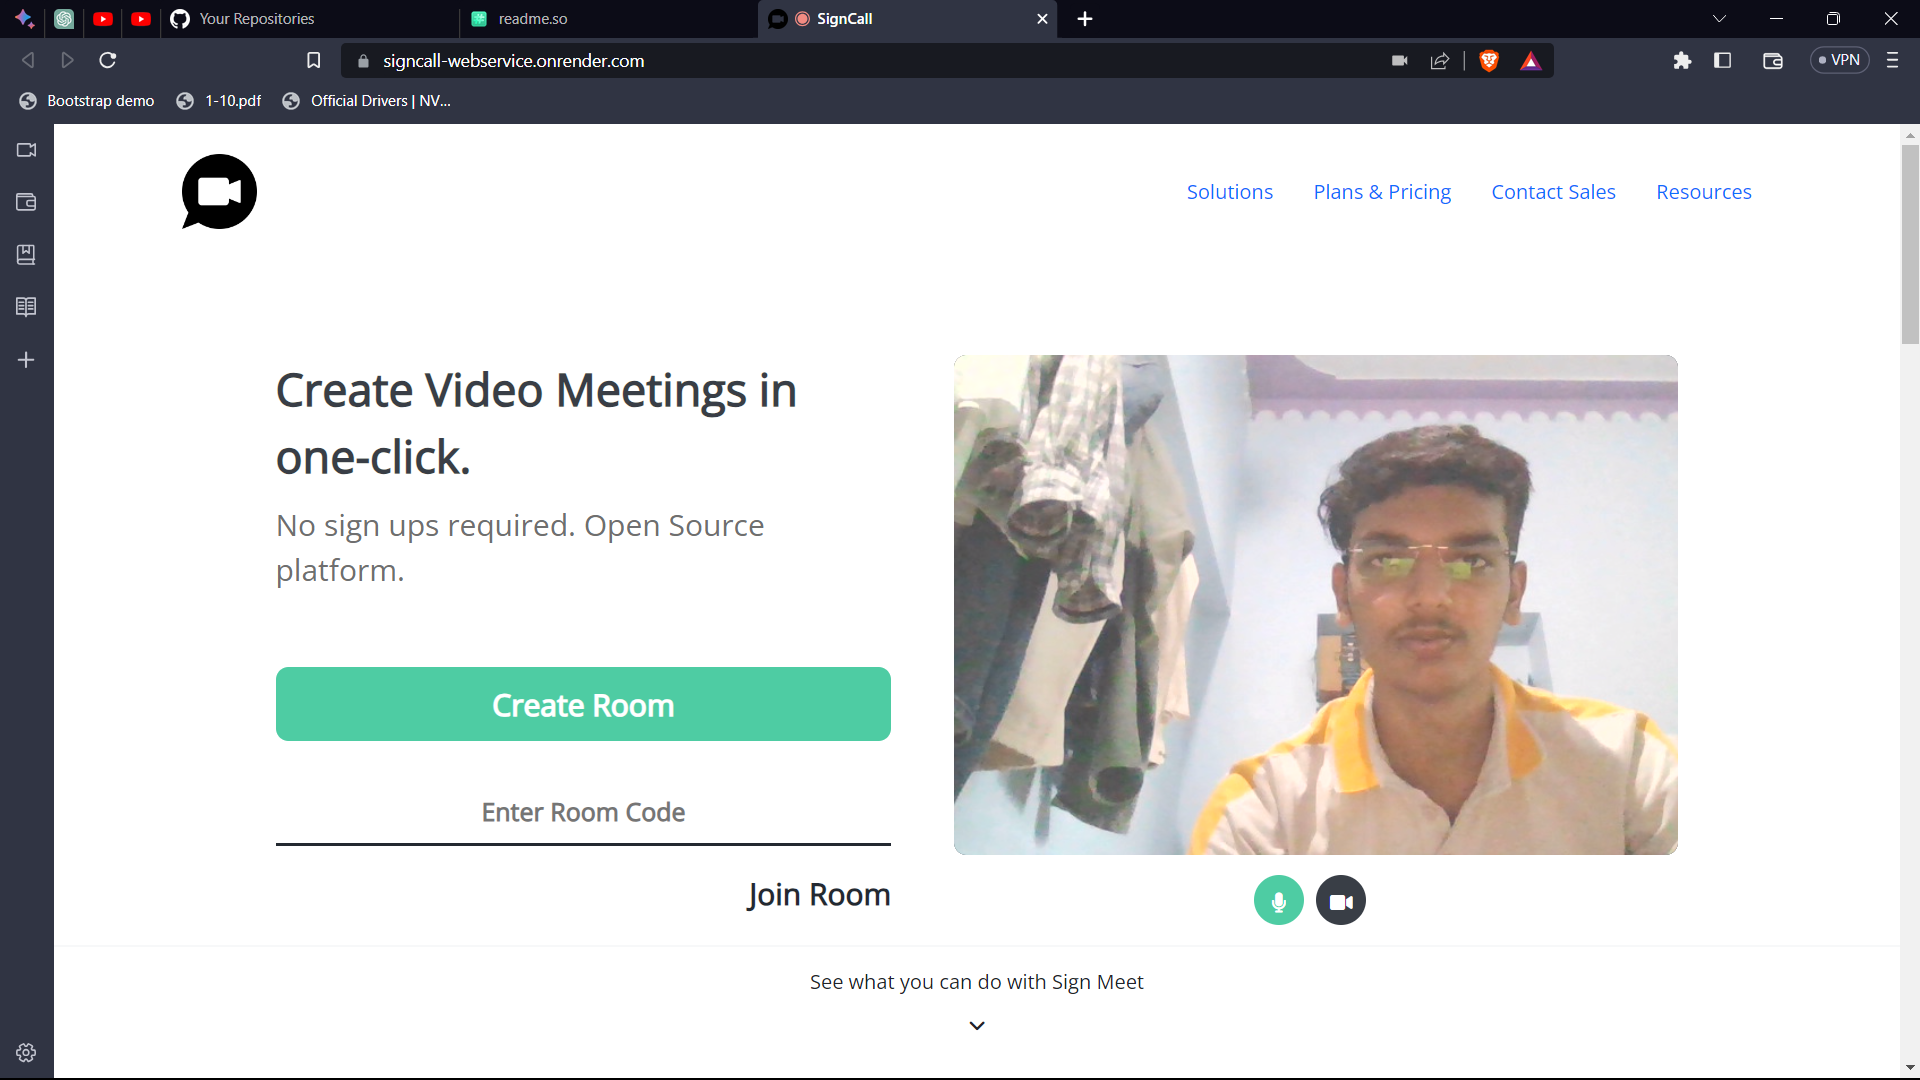 Your Repositories
readme.so
SignCall
signcall-webservice.onrender.com
VPN
Bootstrap demo
1-10.pdf
Official Drivers | NV...
Solutions
Plans & Pricing
Contact Sales
Resources
Create Video Meetings in
one-click.
No sign ups required. Open Source
platform.
Create Room
Enter Room Code
Join Room
See what you can do with Sign Meet